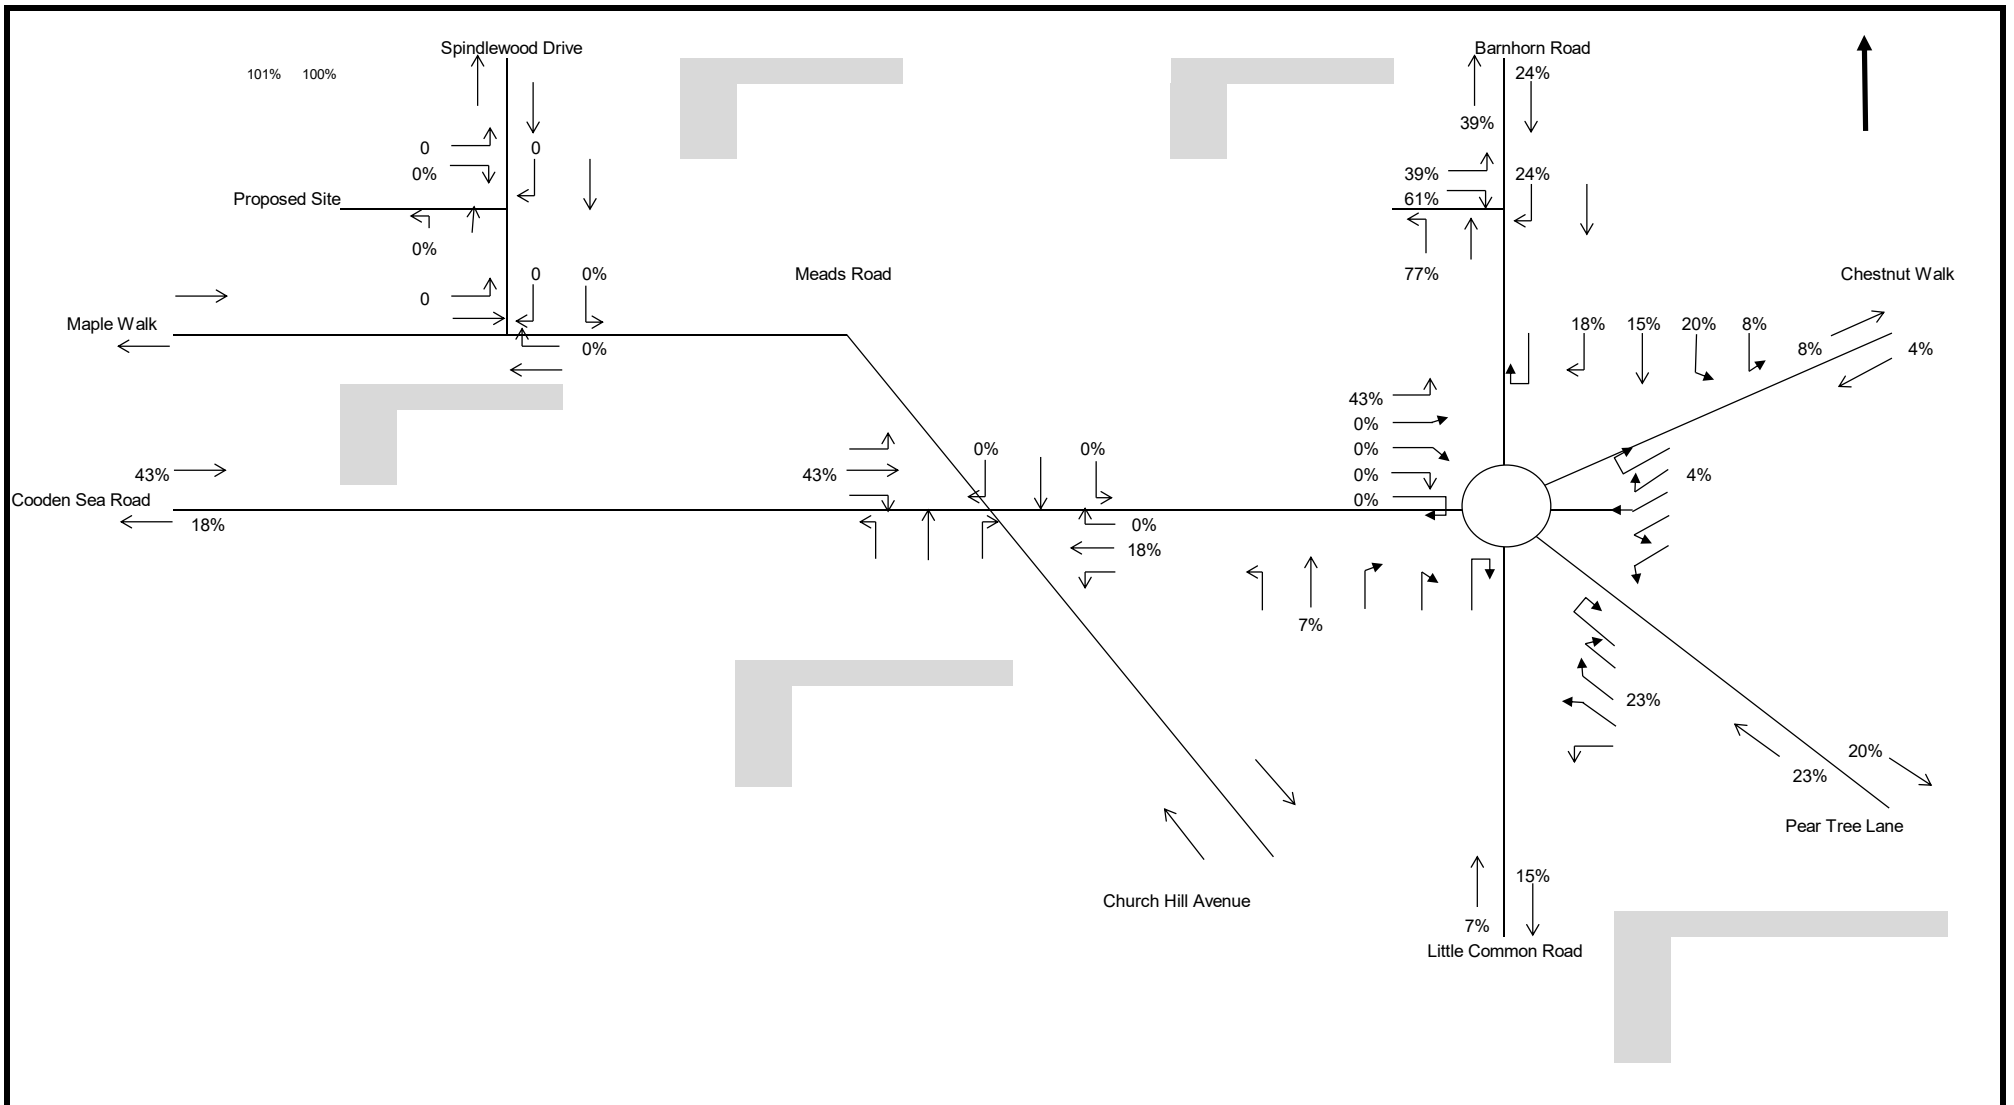 Spindlewood Drive
Barnhorn Road
101% 100%
24%
39%
0 0
0%
39% 24%
61%
Proposed Site
0%
77%
0 0%
Meads Road
Chestnut Walk
0
Maple Walk
0%
18% 15% 20% 8%
8% 4%
43%
0%
0%
0%
0%
0% 0%
43%
43%
4%
Cooden Sea Road
18%
0%
18%
7%
23%
20%
23%
Pear Tree Lane
15%
Church Hill Avenue
7%
Little Common Road